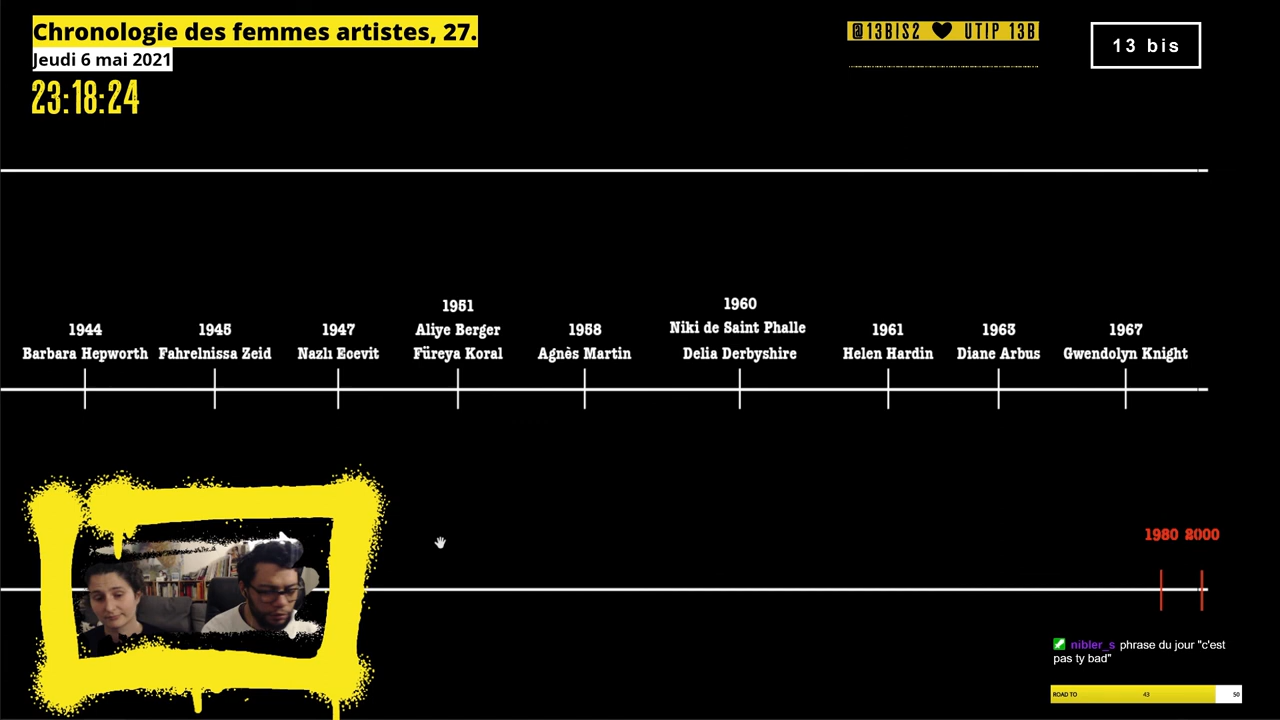 Chronologie des femmes artistes, 27.
Jeudi 6 mai 2021
23:18:24
@13BIS2 ♥ UTIP 13B
13 bis
1944
Barbara Hepworth
1945
Fahrelnissa Zeid
1947
Nazlı Ecevit
1951
Aliye Berger
Füreya Koral
1958
Agnès Martin
1960
Niki de Saint Phalle
Delia Derbyshire
1961
Helen Hardin
1963
Diane Arbus
1967
Gwendolyn Knight
1980 2000
nibler_s phrase du jour "c'est
pas ty bad"
ROAD TO 43 50